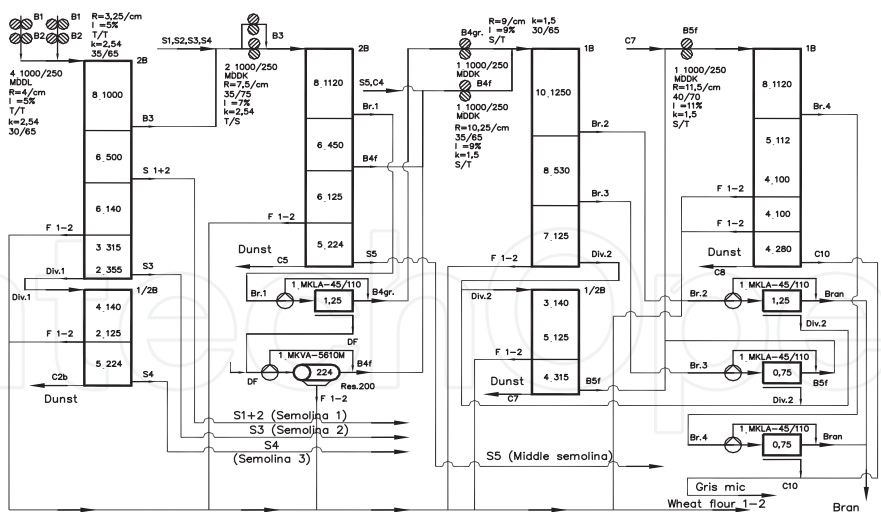 B1
B1
B2
B2
R=3,25/cm
I =5%
T/T
k=2,54
35/65
2B
4 1000/250
MDDL
R=4/cm
I =5%
T/T
k=2,54
30/65
8 1000
B3
6 500
S 1+2
6 140
F 1-2
3 315
2 355
S3
Div.1
Div.1
1/2B
4 140
2 125
F 1-2
5 224
S4
C2b
Dunst
S1,S2,S3,S4
B3
2 1000/250
MDDK
R=7,5/cm
35/75
I =7%
k=2,54
T/S
2B
8 1120
S5,C4
Br.1
6 450
B4f
6 125
F 1-2
5 224
S5
Dunst
C5
1 MKLA-45/110
Br.1
1,25
B4gr.
DF
1 MKVA-5610M
DF
224
B4f
Res.200
F 1-2
S1+2 (Semolina 1)
S3 (Semolina 2)
S4
(Semolina 3)
B4gr.
R=9/cm
I =9%
S/T
k=1,5
30/65
1 1000/250
MDDK
B4f
1 1000/250
MDDK
R=10,25/cm
35/65
I =9%
k=1,5
S/T
1B
10 1250
Br.2
8 530
Br.3
7 125
Div.2
F 1-2
Div.2
1/2B
3 140
5 125
F 1-2
4 315
B5f
Dunst
C7
S5 (Middle semolina)
C7
B5f
1 1000/250
MDDK
R=11,5/cm
40/70
I =11%
k=1,5
S/T
1B
8 1120
Br.4
5 112
4 100
F 1-2
4 100
F 1-2
4 280
C10
Dunst
C8
1 MKLA-45/110
Br.2
1,25
Bran
Div.2
1 MKLA-45/110
Br.3
0,75
B5f
Div.2
1 MKLA-45/110
Br.4
0,75
Bran
C10
Gris mic
Wheat flour 1-2
Bran